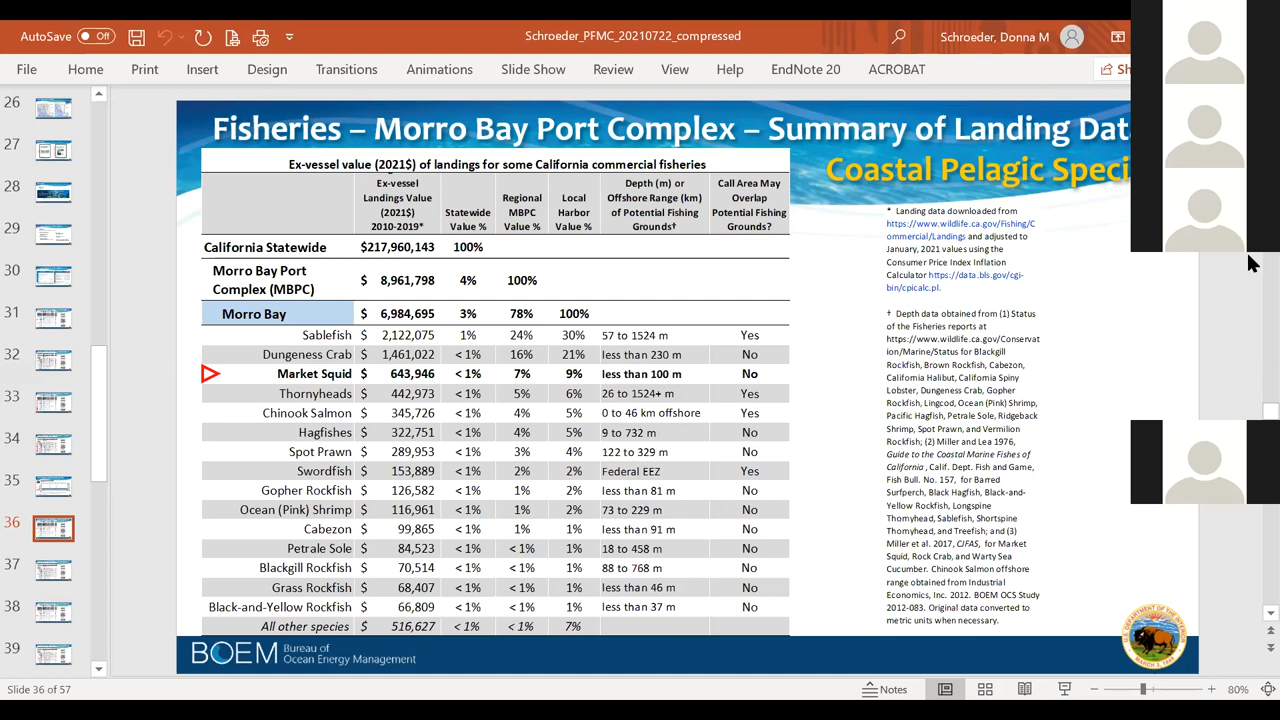 AutoSave Off
Schroeder_PFMC_20210722_compressed
Schroeder, Donna M
File Home Print Insert Design Transitions Animations Slide Show Review View Help EndNote 20 ACROBAT Sh
26
27
28
29
30
31
32
33
34
35
36
37
38
39
Fisheries – Morro Bay Port Complex – Summary of Landing Dat
Coastal Pelagic Speci
Ex-vessel value (2021$) of landings for some California commercial fisheries
Ex-vessel Landings Value (2021$) 2010-2019* Statewide Value % Regional MBPC Value % Local Harbor Value % Depth (m) or Offshore Range (km) of Potential Fishing Grounds† Call Area May Overlap Potential Fishing Grounds?
California Statewide $217,960,143 100%
Morro Bay Port Complex (MBPC) $ 8,961,798 4% 100%
Morro Bay $ 6,984,695 3% 78% 100%
Sablefish $ 2,122,075 1% 24% 30% 57 to 1524 m Yes
Dungeness Crab $ 1,461,022 < 1% 16% 21% less than 230 m No
Market Squid $ 643,946 < 1% 7% 9% less than 100 m No
Thornyheads $ 442,973 < 1% 5% 6% 26 to 1524+ m Yes
Chinook Salmon $ 345,726 < 1% 4% 5% 0 to 46 km offshore Yes
Hagfishes $ 322,751 < 1% 4% 5% 9 to 732 m No
Spot Prawn $ 289,953 < 1% 3% 4% 122 to 329 m No
Swordfish $ 153,889 < 1% 2% 2% Federal EEZ Yes
Gopher Rockfish $ 126,582 < 1% 1% 2% less than 81 m No
Ocean (Pink) Shrimp $ 116,961 < 1% 1% 2% 73 to 229 m No
Cabezon $ 99,865 < 1% 1% 1% less than 91 m No
Petrale Sole $ 84,523 < 1% < 1% 1% 18 to 458 m No
Blackgill Rockfish $ 70,514 < 1% < 1% 1% 88 to 768 m No
Grass Rockfish $ 68,407 < 1% < 1% 1% less than 46 m No
Black-and-Yellow Rockfish $ 66,809 < 1% < 1% 1% less than 37 m No
All other species $ 516,627 < 1% < 1% 7%
* Landing data downloaded from
https://www.wildlife.ca.gov/Fishing/C
ommercial/Landings and adjusted to
January, 2021 values using the
Consumer Price Index Inflation
Calculator https://data.bls.gov/cgi-
bin/cpicalc.pl.
† Depth data obtained from (1) Status
of the Fisheries reports at
https://www.wildlife.ca.gov/Conservat
ion/Marine/Status for Blackgill
Rockfish, Brown Rockfish, Cabezon,
California Halibut, California Spiny
Lobster, Dungeness Crab, Gopher
Rockfish, Lingcod, Ocean (Pink) Shrimp,
Pacific Hagfish, Petrale Sole, Ridgeback
Shrimp, Spot Prawn, and Vermilion
Rockfish; (2) Miller and Lea 1976,
Guide to the Coastal Marine Fishes of
California, Calif. Dept. Fish and Game,
Fish Bull. No. 157, for Barred
Surfperch, Black Hagfish, Black-and-
Yellow Rockfish, Longspine
Thornyhead, Sablefish, Shortspine
Thornyhead, and Treefish; and (3)
Miller et al. 2017, CIFAS, for Market
Squid, Rock Crab, and Warty Sea
Cucumber. Chinook Salmon offshore
range obtained from Industrial
Economics, Inc. 2012. BOEM OCS Study
2012-083. Original data converted to
metric units when necessary.
BOEM Bureau of
Ocean Energy Management
Slide 36 of 57
Notes
80%